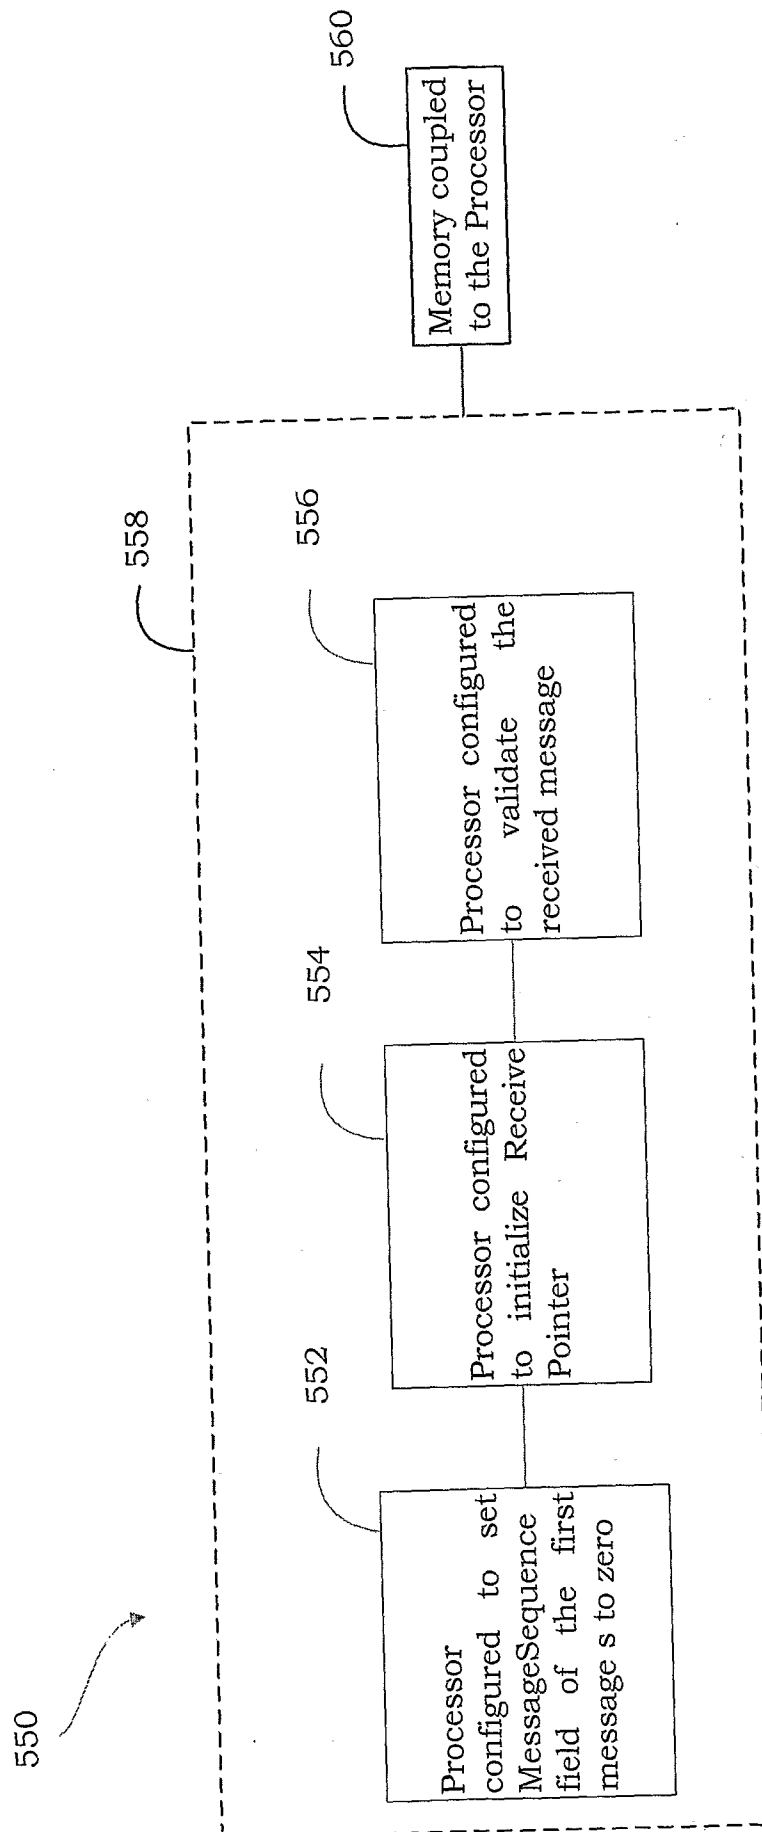 550
552
554
556
558
560
Processor
configured to set
MessageSequence
field of the first
message s to zero
Processor configured
to initialize Receive
Pointer
Processor configured
to validate the
received message
Memory coupled
to the Processor